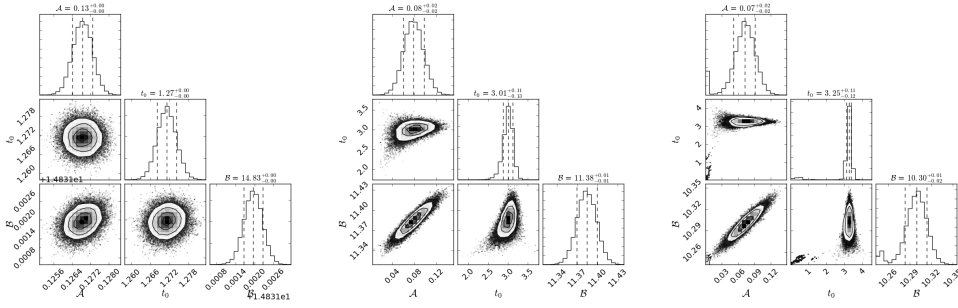 𝒜 = 0.13 +0.00 −0.00
t0 = 1.27 +0.00 −0.00
ℬ = 14.83 +0.00 −0.00
t0
1.278
1.272
1.266
1.260
+1.4831e1
ℬ
0.0026
0.0020
0.0014
0.0008
0.1256 0.1264 0.1272 0.1280
𝒜
1.260 1.266 1.272 1.278
t0
0.0008 0.0014 0.0020 0.0026
+1.4831e1
ℬ
𝒜 = 0.08 +0.02 −0.02
t0 = 3.01 +0.11 −0.13
ℬ = 11.38 +0.01 −0.01
t0
3.5
3.0
2.5
2.0
ℬ
11.43
11.40
11.37
11.34
0.04 0.08 0.12
𝒜
2.0 2.5 3.0 3.5
t0
11.34 11.37 11.40 11.43
ℬ
𝒜 = 0.07 +0.02 −0.02
t0 = 3.25 +0.11 −0.12
ℬ = 10.30 +0.01 −0.02
t0
4
3
2
1
ℬ
10.35
10.32
10.29
10.26
0.03 0.06 0.09 0.12
𝒜
1 2 3 4
t0
10.26 10.29 10.32
ℬ